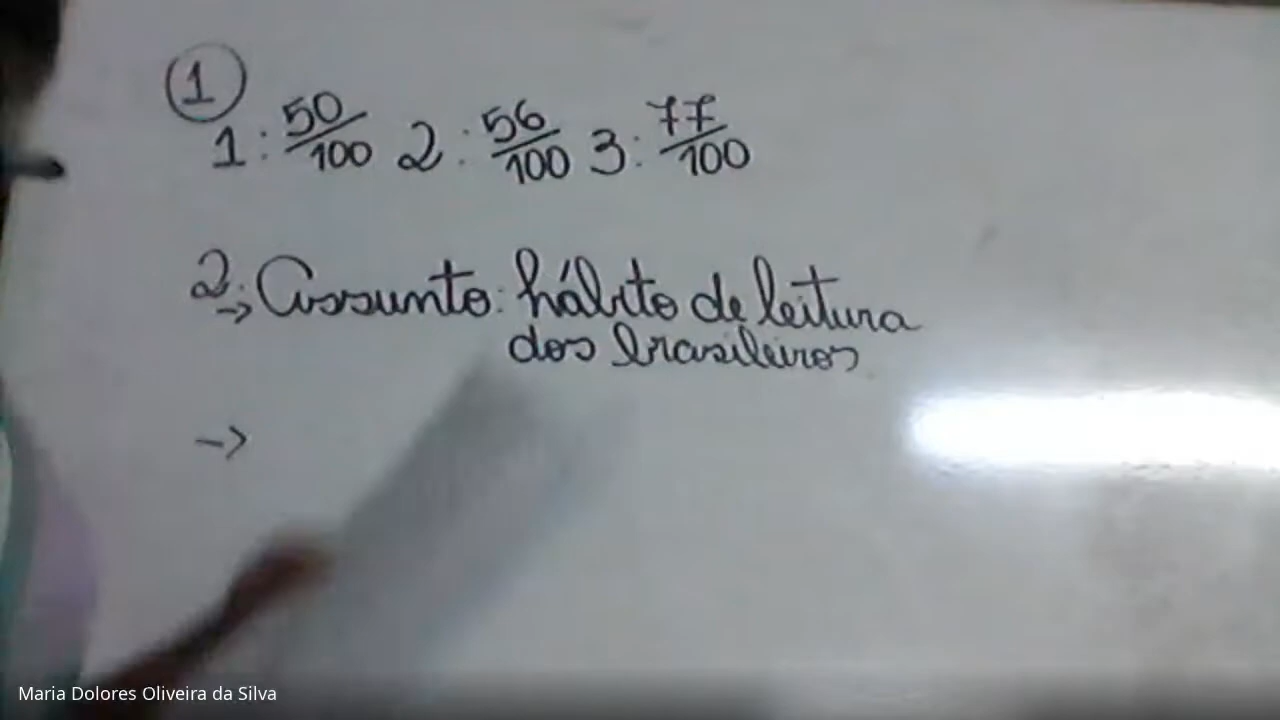 1
1: 50/100 2: 56/100 3: 77/100
2. → Assunto: hábito de leitura
dos brasileiros
→
Maria Dolores Oliveira da Silva